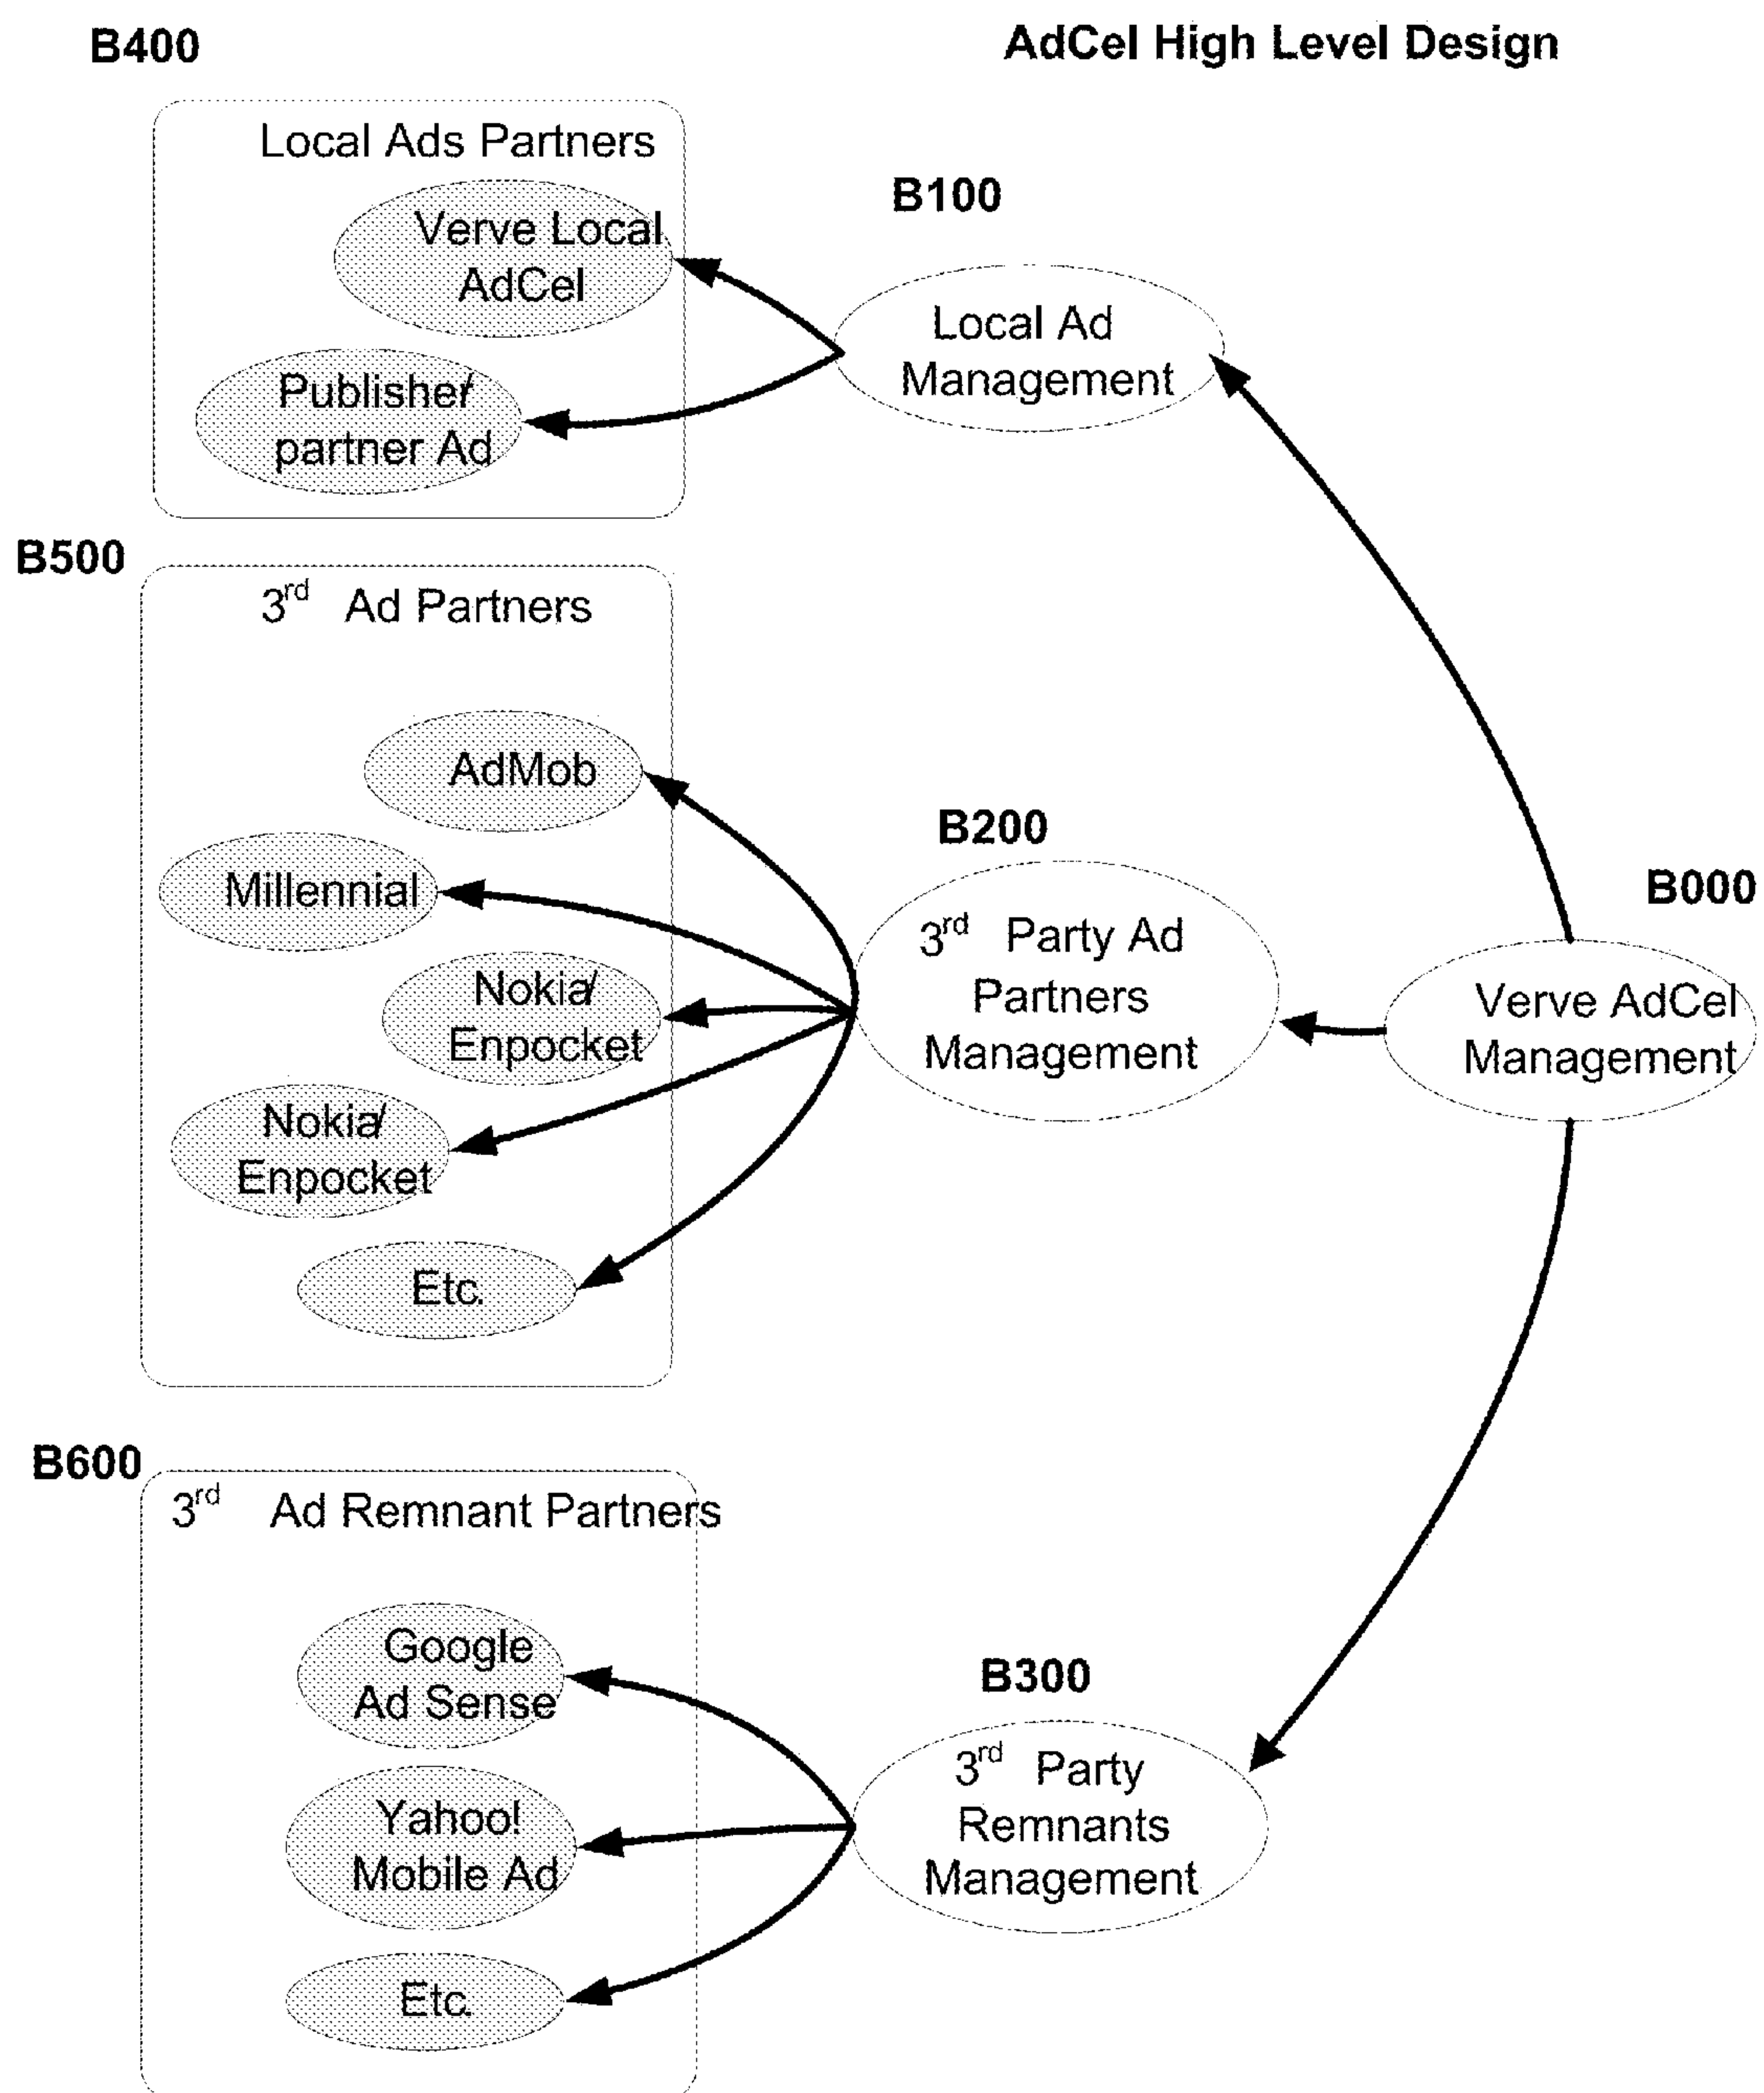 B400
AdCel High Level Design
Local Ads Partners
Verve Local
AdCel
Publisher/
partner Ad
B100
Local Ad
Management
B500
3rd Ad Partners
AdMob
Millennial
Nokia/
Enpocket
Nokia/
Enpocket
Etc.
B200
3rd Party Ad
Partners
Management
B000
Verve AdCel
Management
B600
3rd Ad Remnant Partners
Google
Ad Sense
Yahoo!
Mobile Ad
Etc.
B300
3rd Party
Remnants
Management